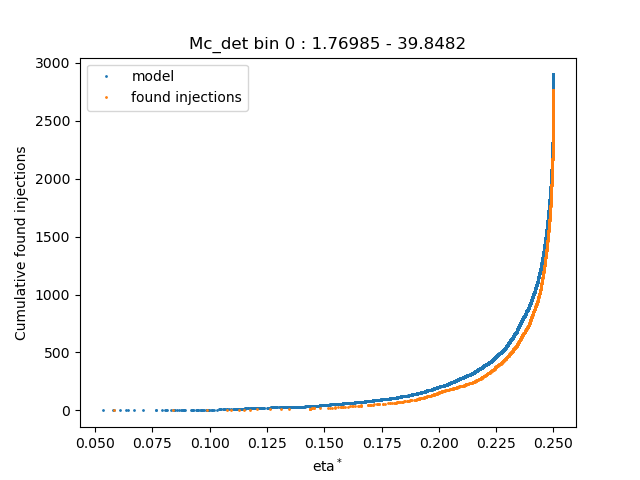 Mc_det bin 0 : 1.76985 - 39.8482
model
found injections
Cumulative found injections
3000
2500
2000
1500
1000
500
0
0.050 0.075 0.100 0.125 0.150 0.175 0.200 0.225 0.250
eta*